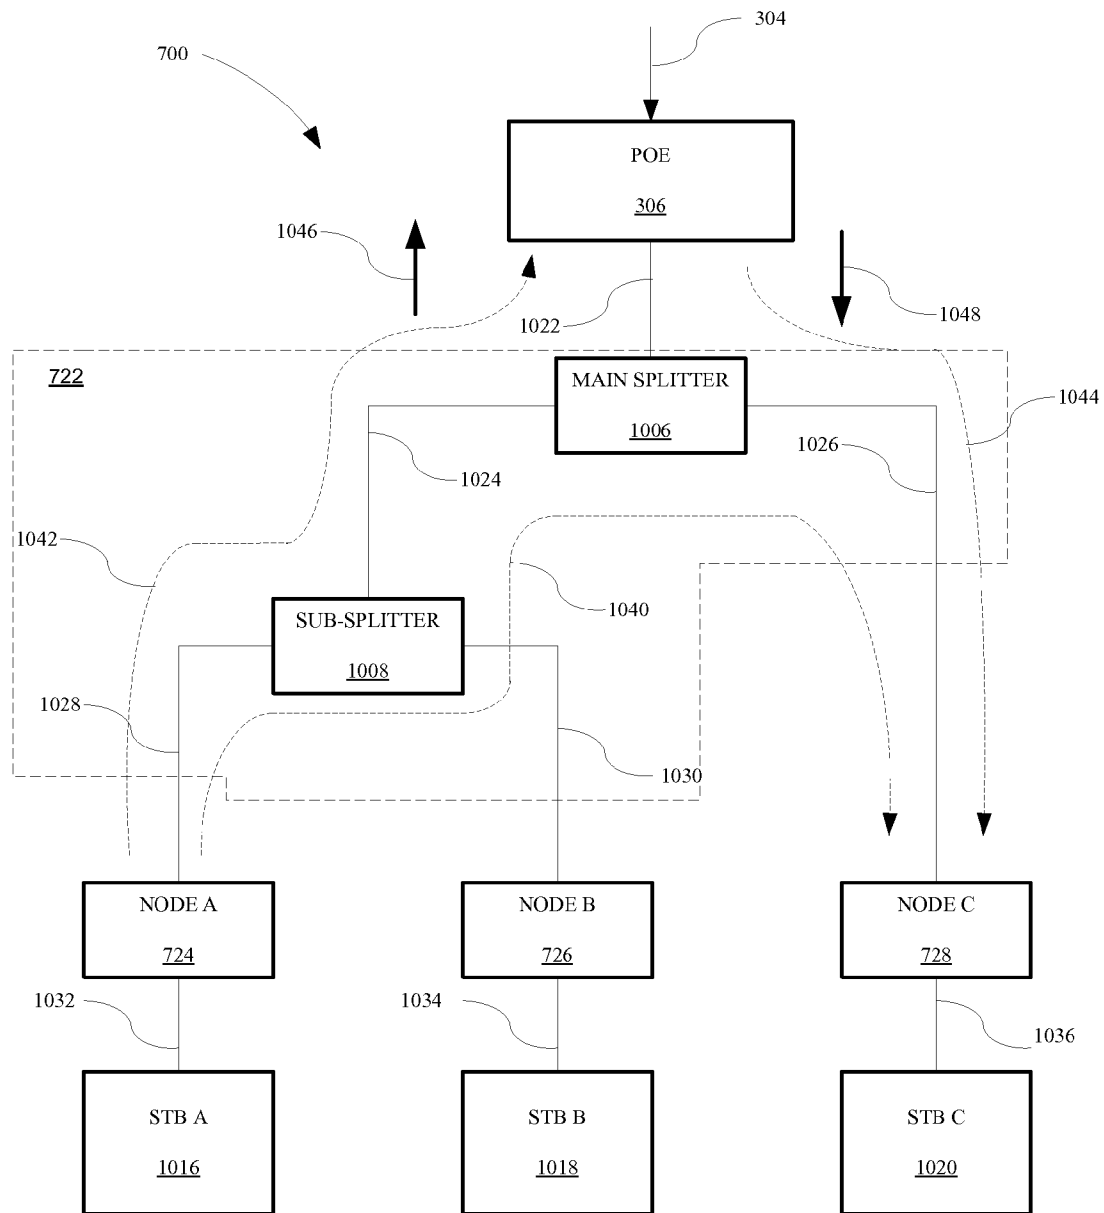 304
700
POE
306
1046
1022
1048
722
MAIN SPLITTER
1006
1044
1026
1024
1042
1040
SUB-SPLITTER
1008
1028
1030
NODE A
724
NODE B
726
NODE C
728
1032
1034
1036
STB A
1016
STB B
1018
STB C
1020